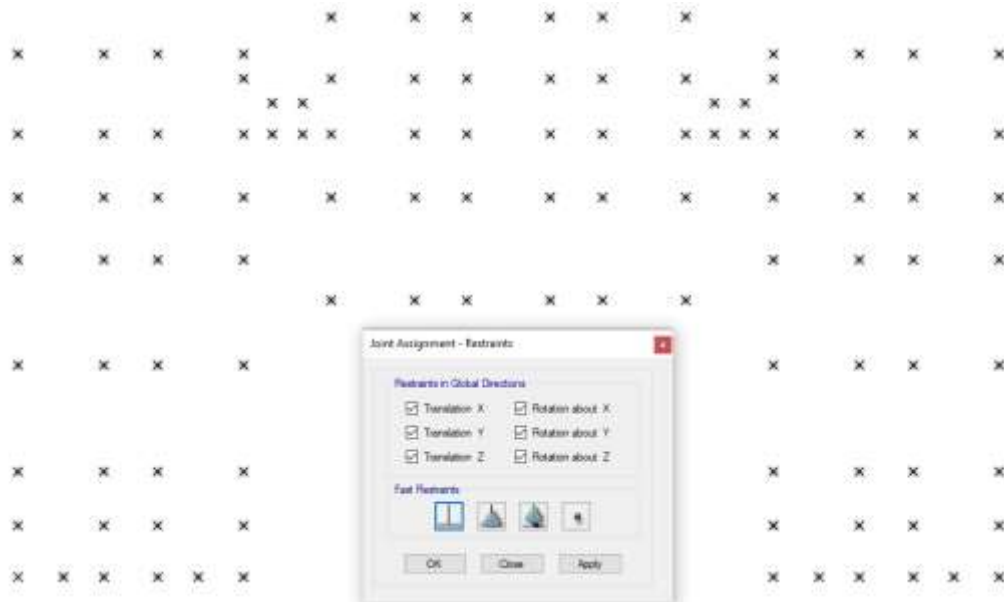 Joint Assignment - Restraints
Restraints in Global Directions
Translation X Rotation about X
Translation Y Rotation about Y
Translation Z Rotation about Z
Fast Restraints
OK Close Apply